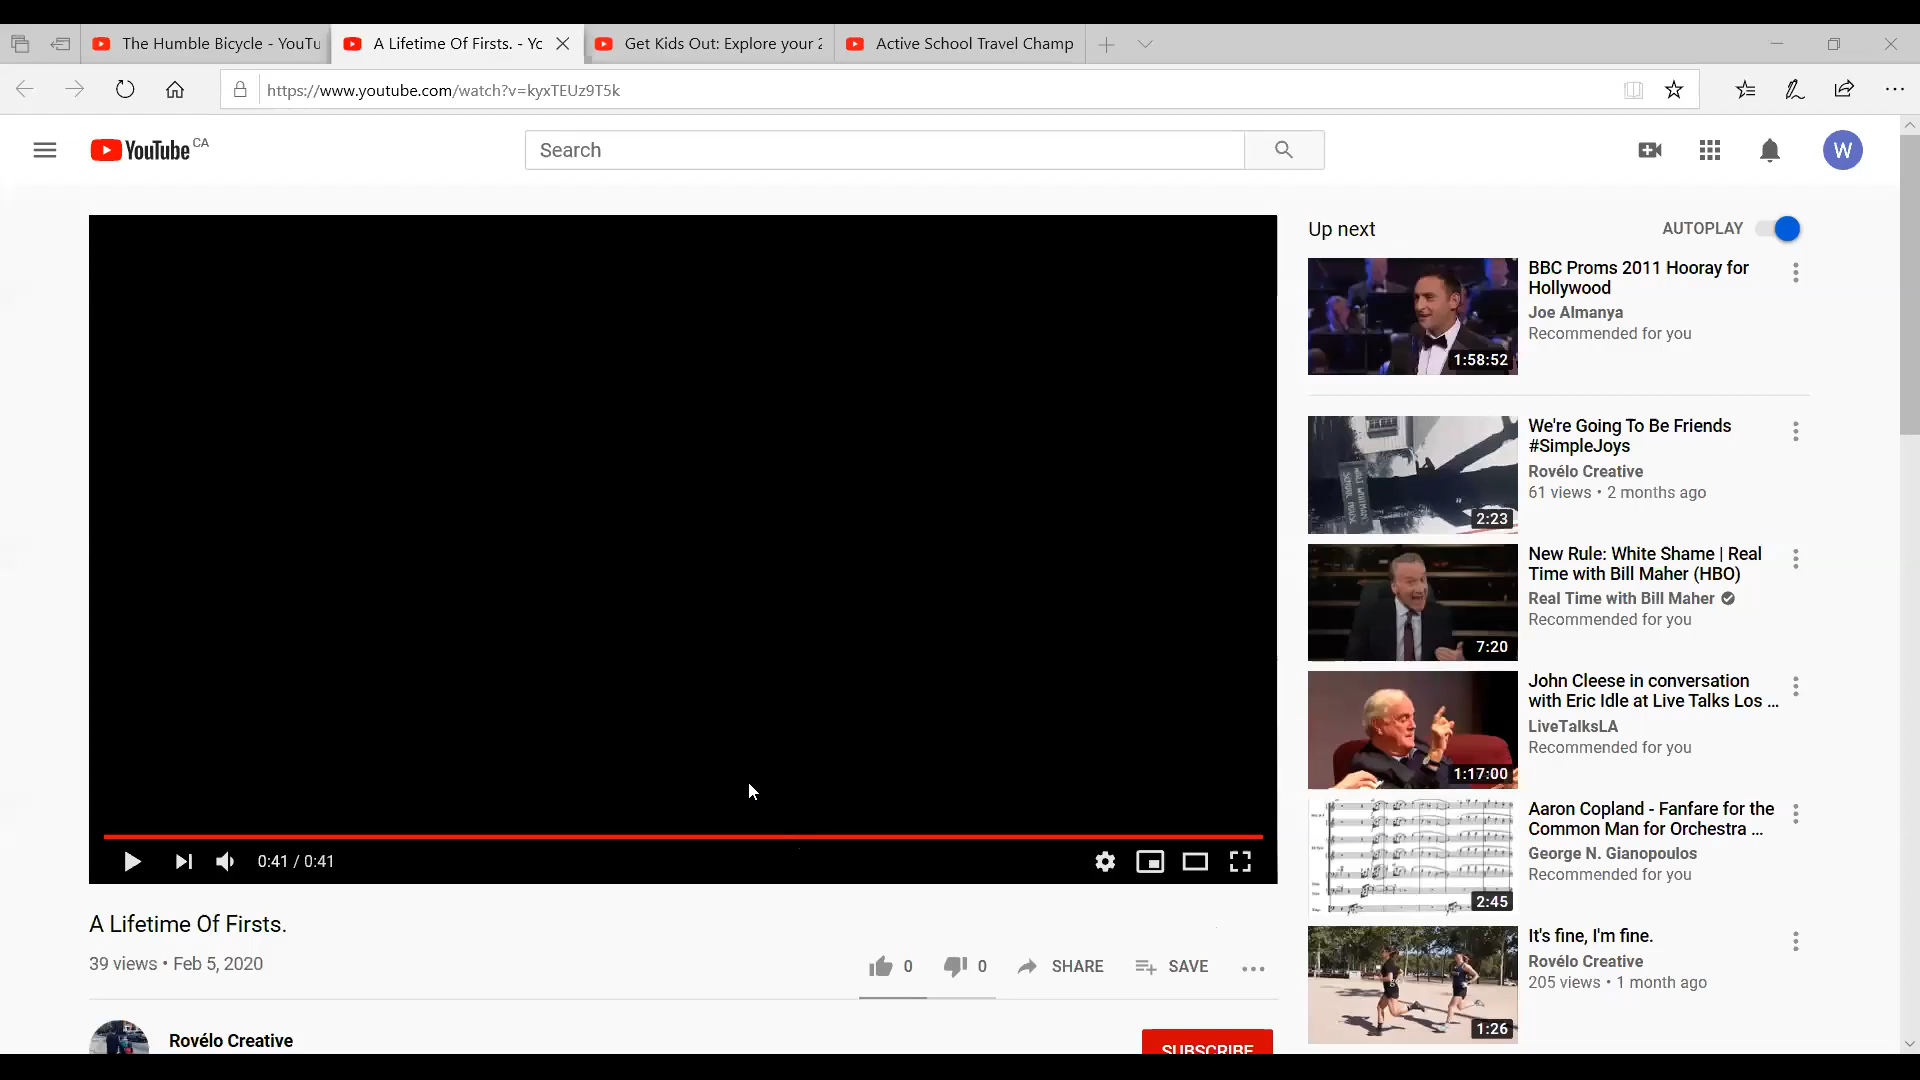 The Humble Bicycle - YouTu
A Lifetime Of Firsts. - Yo
Get Kids Out: Explore your 2
Active School Travel Champ
https://www.youtube.com/watch?v=kyxTEUz9T5k
YouTube CA
Search
W
Up next
AUTOPLAY
BBC Proms 2011 Hooray for
Hollywood
Joe Almanya
Recommended for you
1:58:52
We're Going To Be Friends
#SimpleJoys
Rovélo Creative
61 views • 2 months ago
2:23
New Rule: White Shame | Real
Time with Bill Maher (HBO)
Real Time with Bill Maher
Recommended for you
7:20
John Cleese in conversation
with Eric Idle at Live Talks Los ...
LiveTalksLA
Recommended for you
1:17:00
Aaron Copland - Fanfare for the
Common Man for Orchestra ...
George N. Gianopoulos
Recommended for you
2:45
It's fine, I'm fine.
Rovélo Creative
205 views • 1 month ago
1:26
0:41 / 0:41
A Lifetime Of Firsts.
39 views • Feb 5, 2020
0
0
SHARE
SAVE
Rovélo Creative
SUBSCRIBE